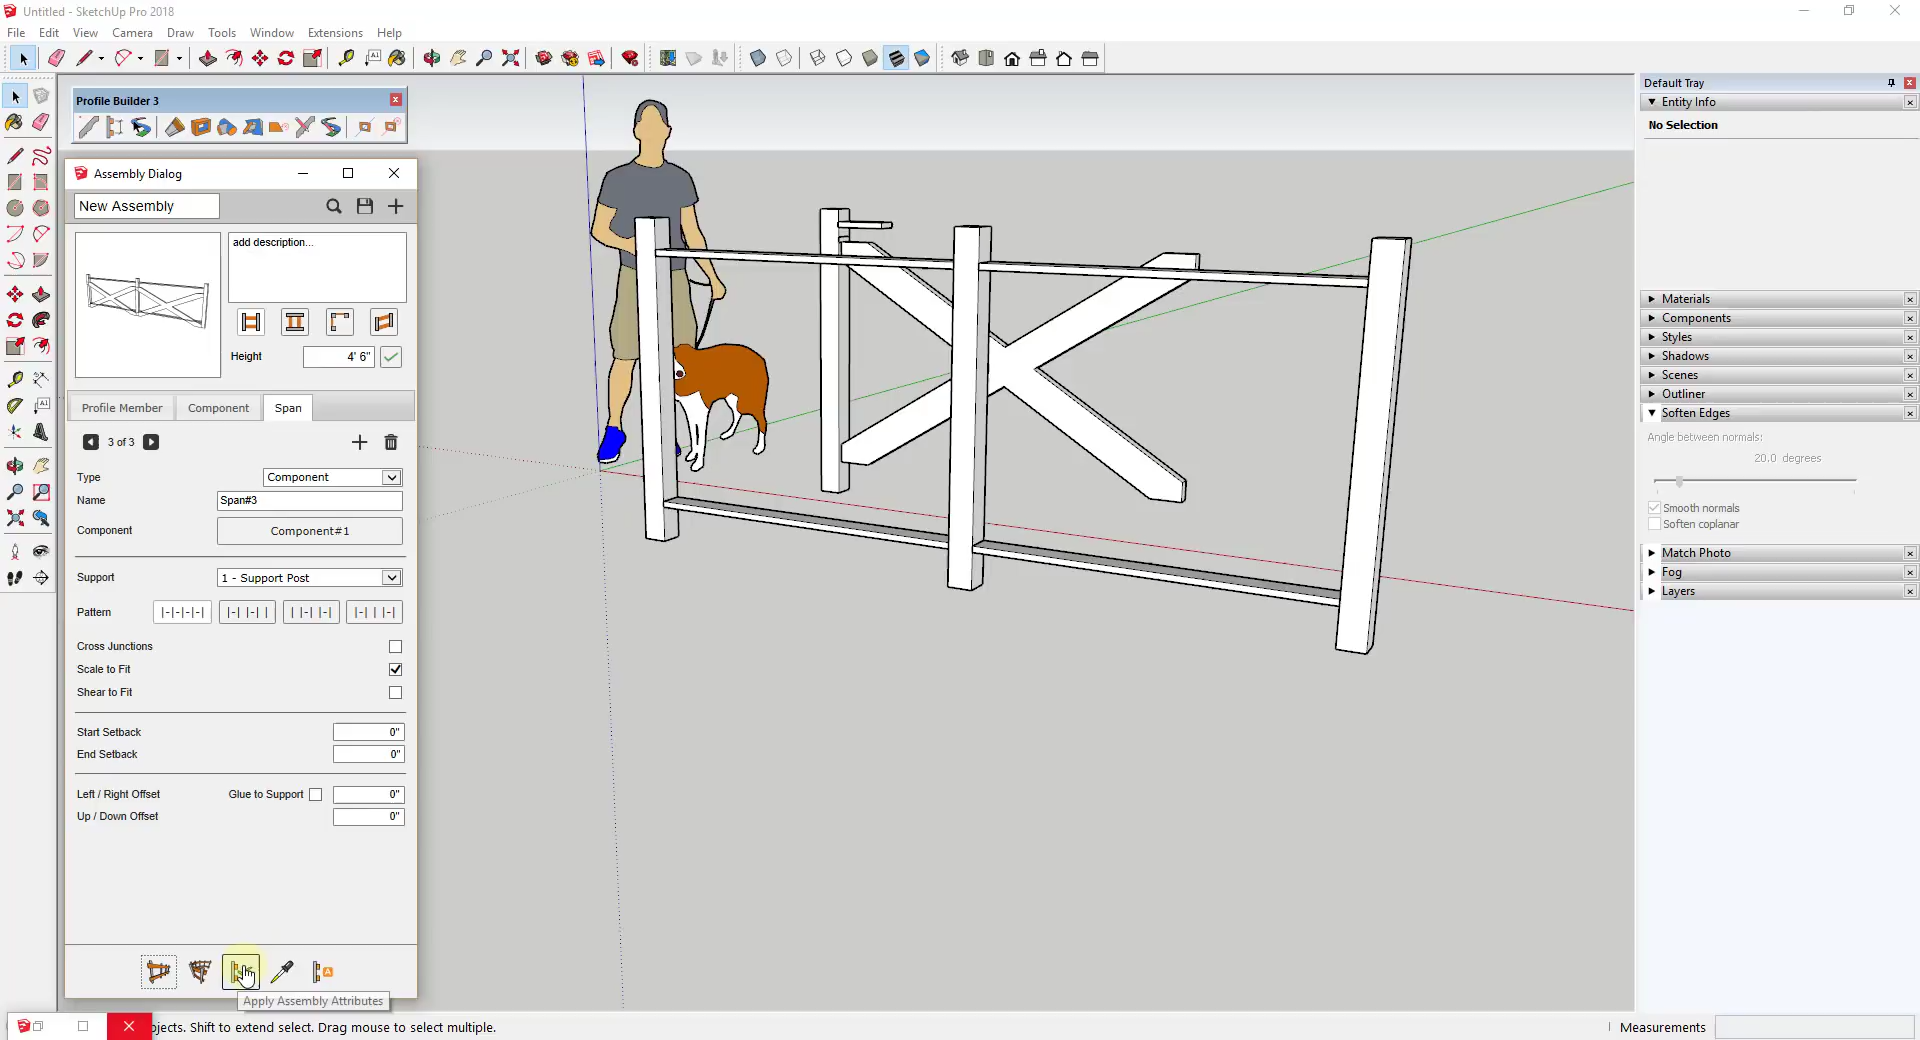 Untitled - SketchUp Pro 2018
File Edit View Camera Draw Tools Window Extensions Help
Profile Builder 3
Assembly Dialog
New Assembly
add description...
Height 4' 6"
Profile Member Component Span
3 of 3
Type Component
Name Span#3
Component Component#1
Support 1 - Support Post
Pattern |-|-|-|-| |-| |-| | | |-| |-| |-| | |-|
Cross Junctions
Scale to Fit
Shear to Fit
Start Setback 0"
End Setback 0"
Left / Right Offset Glue to Support 0"
Up / Down Offset 0"
Apply Assembly Attributes
bjects. Shift to extend select. Drag mouse to select multiple.
Measurements
Default Tray
Entity Info
No Selection
Materials
Components
Styles
Shadows
Scenes
Outliner
Soften Edges
Angle between normals:
20.0 degrees
Smooth normals
Soften coplanar
Match Photo
Fog
Layers